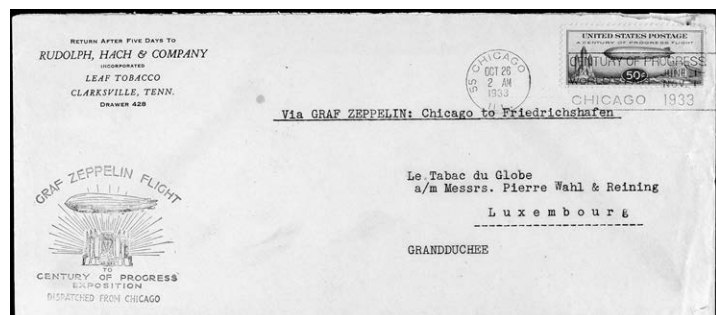 RETURN AFTER FIVE DAYS TO
RUDOLPH, HACH & COMPANY
INCORPORATED
LEAF TOBACCO
CLARKSVILLE, TENN.
DRAWER 428
CHICAGO
OCT 26
2 AM
1933
UNITED STATES POSTAGE
A CENTURY OF PROGRESS FLIGHT
50¢
CENTURY OF PROGRESS
CHICAGO 1933
Via GRAF ZEPPELIN: Chicago to Friedrichshafen
Le Tabac du Globe
a/m Messrs. Pierre Wahl & Reining
Luxembourg
GRANDDUCHEE
GRAF ZEPPELIN FLIGHT
TO
CENTURY OF PROGRESS
EXPOSITION
DISPATCHED FROM CHICAGO